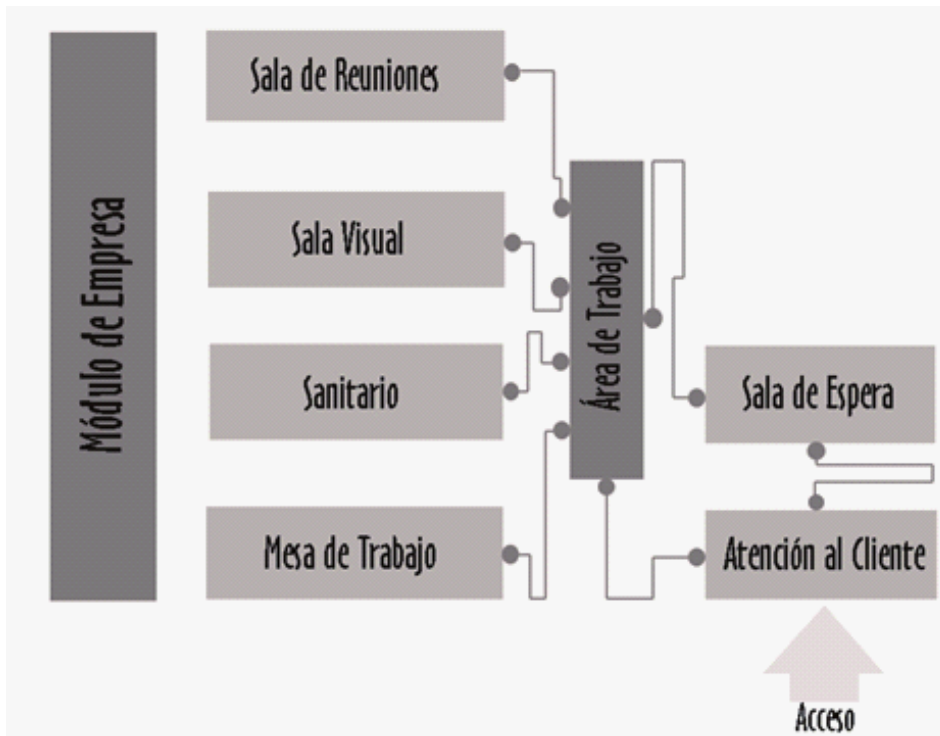 Módulo de Empresa
Sala de Reuniones
Sala Visual
Sanitario
Mesa de Trabajo
Área de Trabajo
Sala de Espera
Atención al Cliente
Acceso